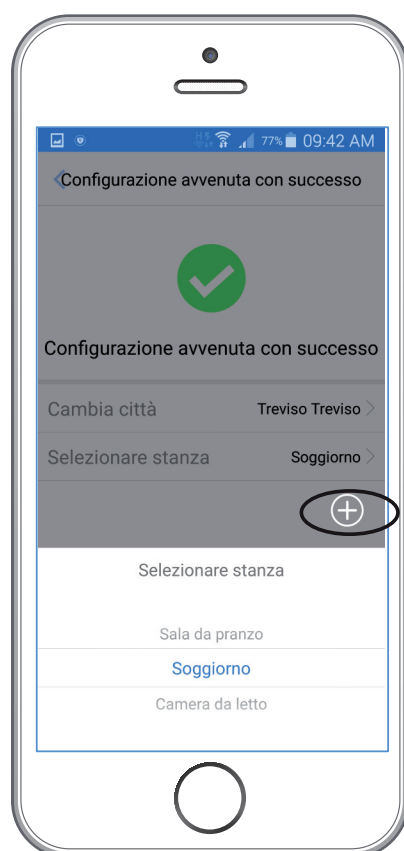 77% 09:42 AM
Configurazione avvenuta con successo
Configurazione avvenuta con successo
Cambia città Treviso Treviso
Selezionare stanza Soggiorno
Selezionare stanza
Sala da pranzo
Soggiorno
Camera da letto